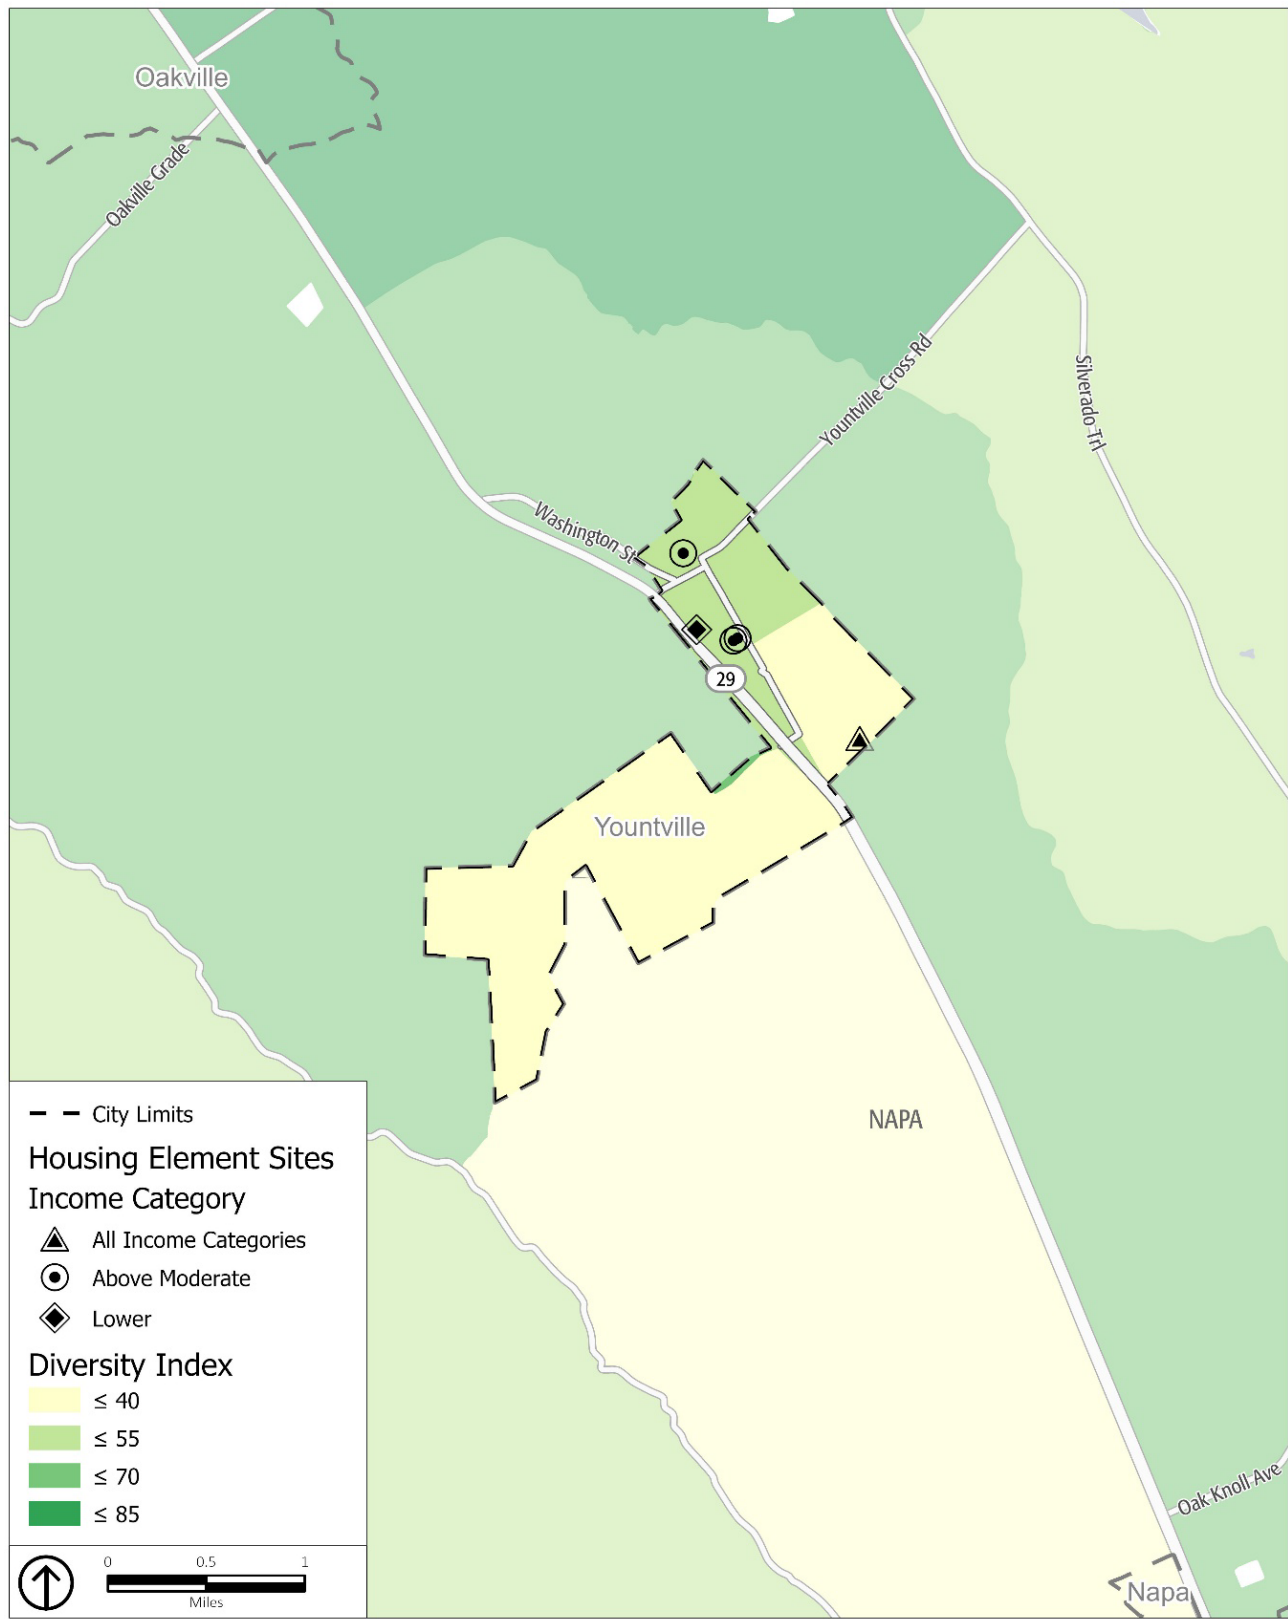 Oakville
Oakville Grade
Yountville Cross Rd
Silverado Trl
Washington St
29
Yountville
NAPA
City Limits
Housing Element Sites
Income Category
All Income Categories
Above Moderate
Lower
Diversity Index
≤ 40
≤ 55
≤ 70
≤ 85
0 0.5 1
Miles
Oak Knoll Ave
Napa